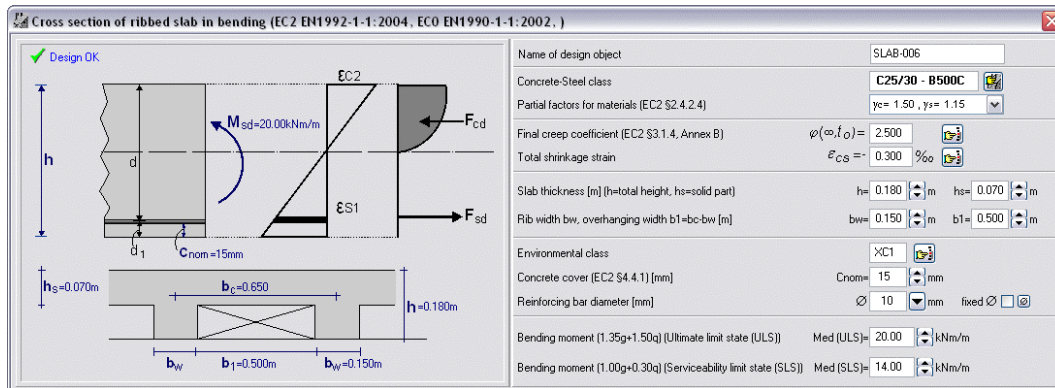 Cross section of ribbed slab in bending (EC2 EN1992-1-1:2004, EC0 EN1990-1-1:2002, )
Design OK
εC2
Msd=20.00kNm/m
Fcd
h
d
εS1
Fsd
d1
Cnom=15mm
hs=0.070m
bc=0.650
h=0.180m
bw
b1=0.500m
bw=0.150m
Name of design object SLAB-006
Concrete-Steel class C25/30 - B500C
Partial factors for materials (EC2 §2.4.2.4) γc= 1.50 , γs= 1.15
Final creep coefficient (EC2 §3.1.4, Annex B) φ(∞,to)= 2.500
Total shrinkage strain εcs=- 0.300 ‰
Slab thickness [m] (h=total height, hs=solid part) h= 0.180 m hs= 0.070 m
Rib width bw, overhanging width b1=bc-bw [m] bw= 0.150 m b1= 0.500 m
Environmental class XC1
Concrete cover (EC2 §4.4.1) [mm] Cnom= 15 mm
Reinforcing bar diameter [mm] Ø 10 mm fixed Ø Ø
Bending moment (1.35g+1.50q) (Ultimate limit state (ULS)) Med (ULS)= 20.00 kNm/m
Bending moment (1.00g+0.30q) (Serviceability limit state (SLS)) Med (SLS)= 14.00 kNm/m